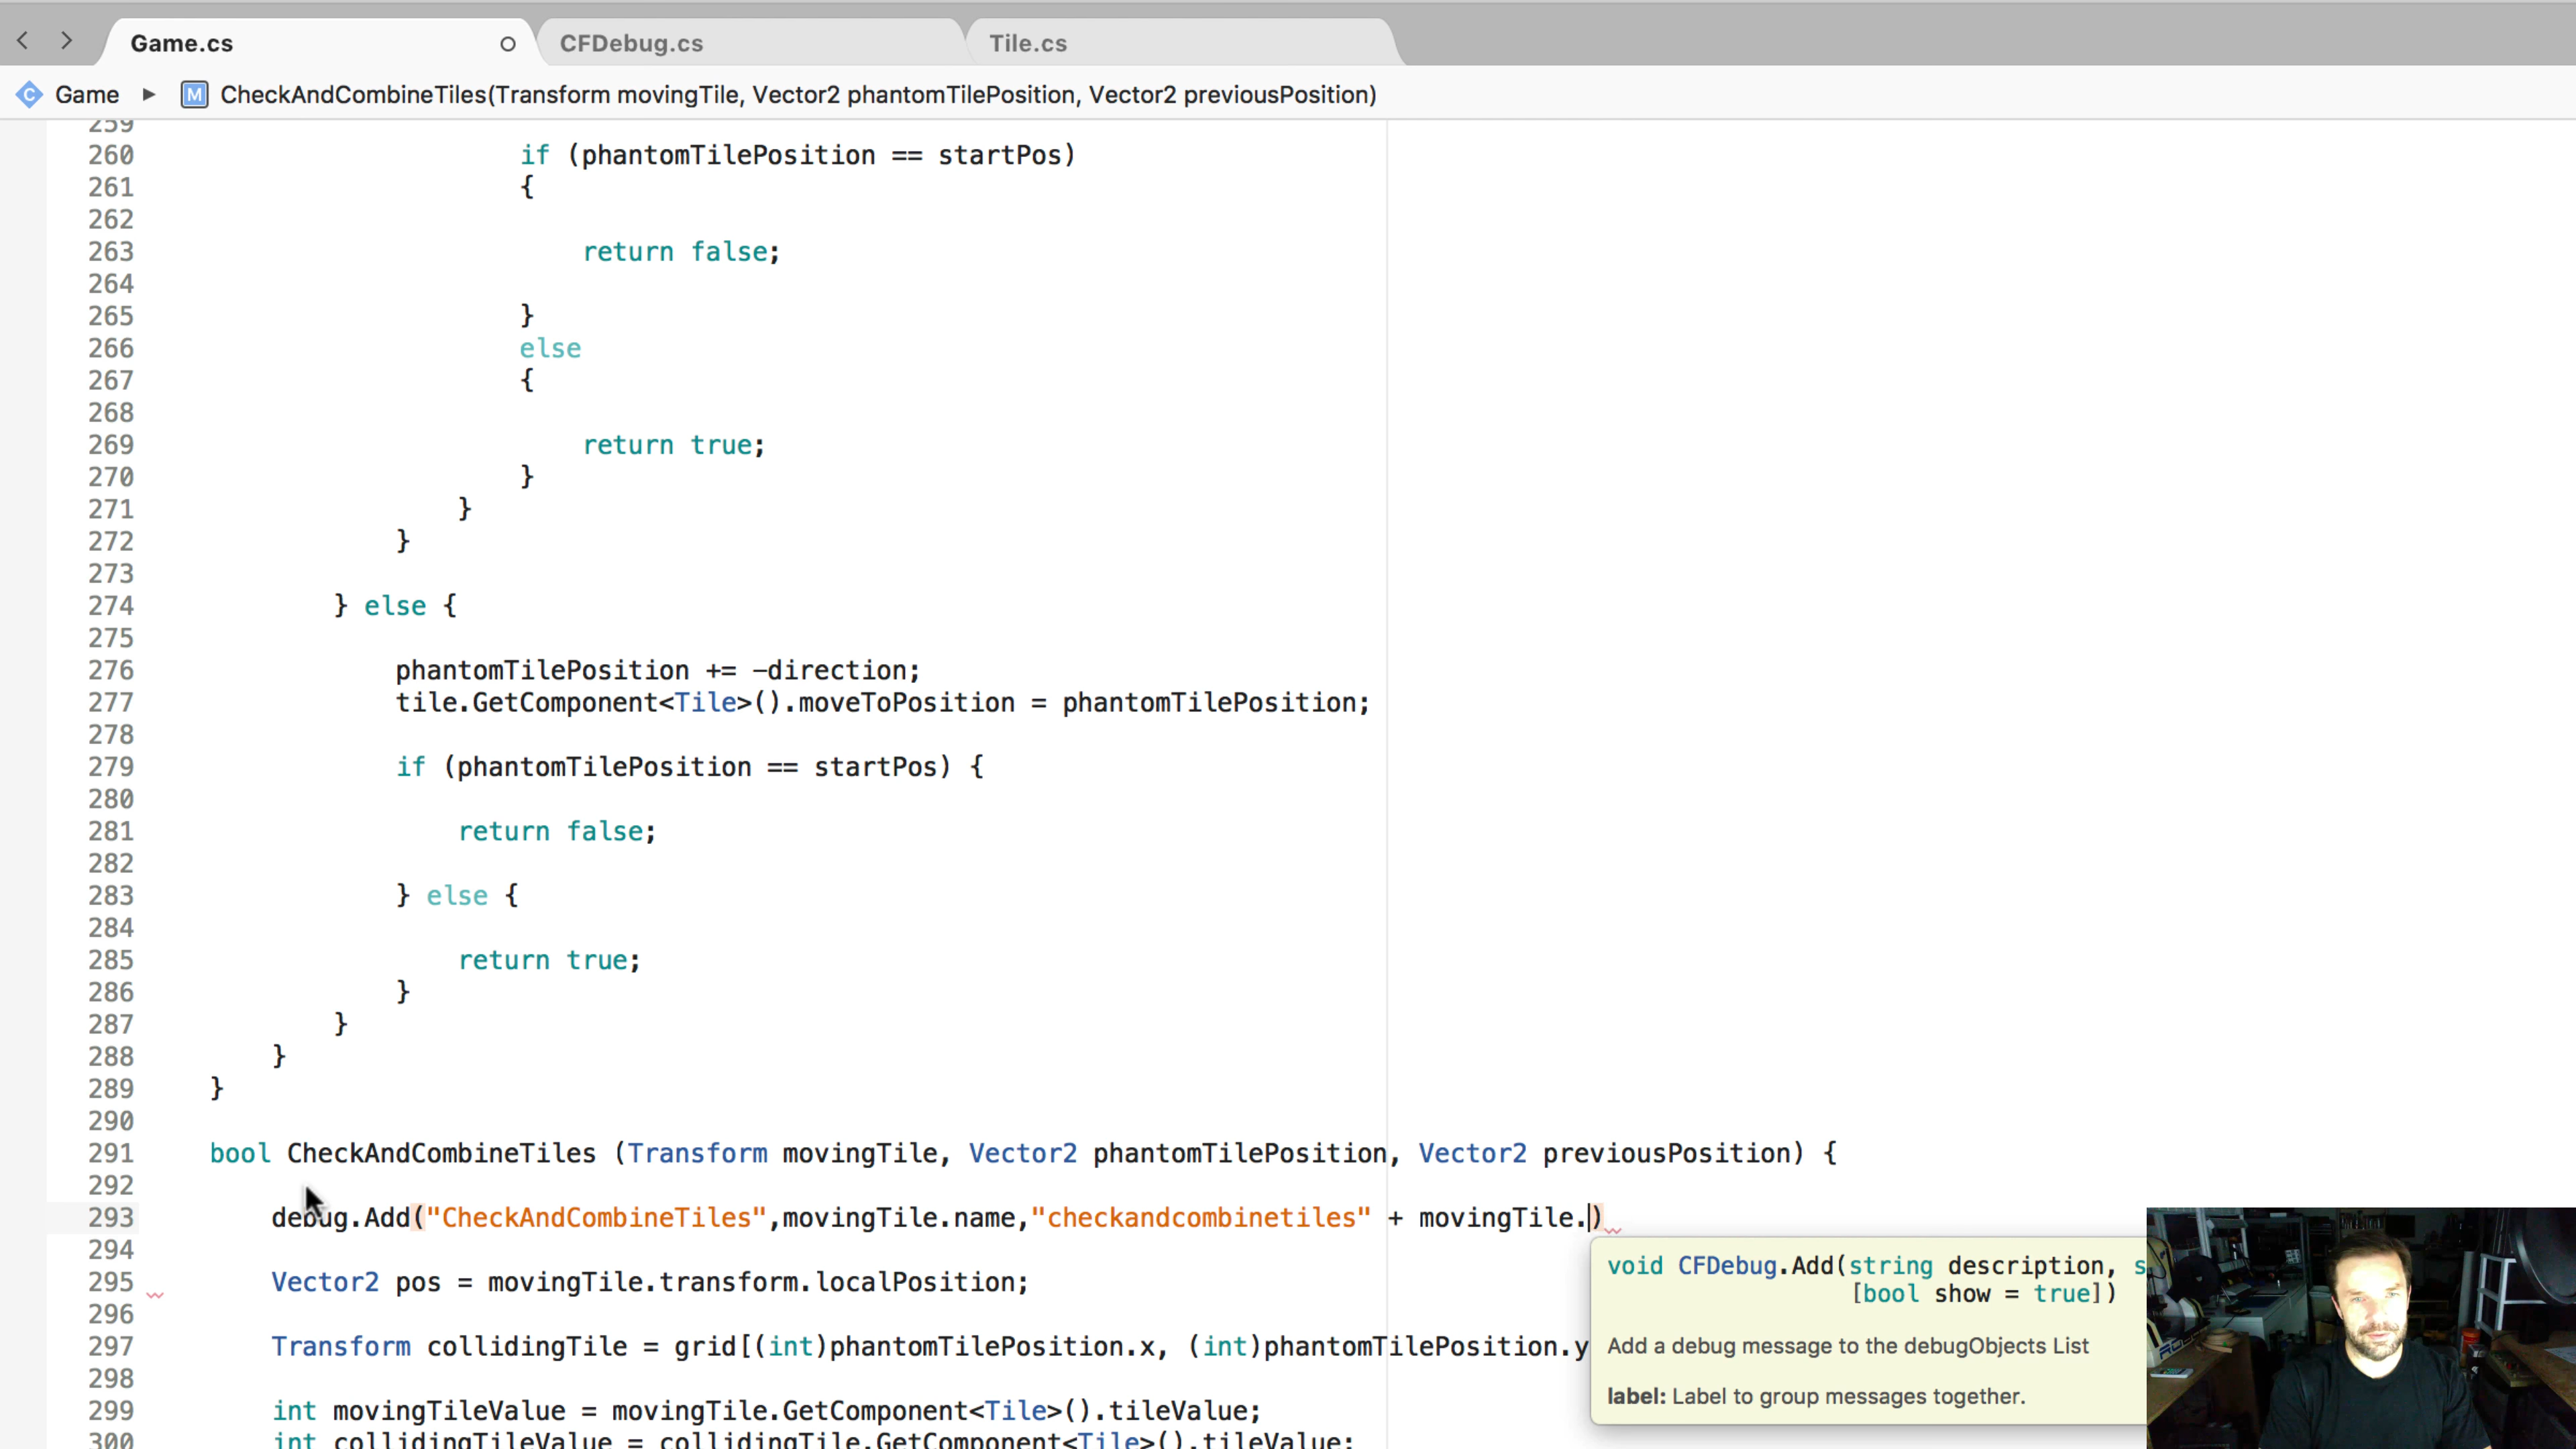 Game.cs
CFDebug.cs
Tile.cs
Game ▶ M CheckAndCombineTiles(Transform movingTile, Vector2 phantomTilePosition, Vector2 previousPosition)
259
260 if (phantomTilePosition == startPos)
261 {
262
263 return false;
264
265 }
266 else
267 {
268
269 return true;
270 }
271 }
272 }
273
274 } else {
275
276 phantomTilePosition += -direction;
277 tile.GetComponent<Tile>().moveToPosition = phantomTilePosition;
278
279 if (phantomTilePosition == startPos) {
280
281 return false;
282
283 } else {
284
285 return true;
286 }
287 }
288 }
289 }
290
291 bool CheckAndCombineTiles (Transform movingTile, Vector2 phantomTilePosition, Vector2 previousPosition) {
292
293 debug.Add("CheckAndCombineTiles",movingTile.name,"checkandcombinetiles" + movingTile.)
294
295 Vector2 pos = movingTile.transform.localPosition;
296
297 Transform collidingTile = grid[(int)phantomTilePosition.x, (int)phantomTilePosition.y
298
299 int movingTileValue = movingTile.GetComponent<Tile>().tileValue;
300 int collidingTileValue = collidingTile.GetComponent<Tile>().tileValue;
void CFDebug.Add(string description, s
[bool show = true])
Add a debug message to the debugObjects List
label: Label to group messages together.